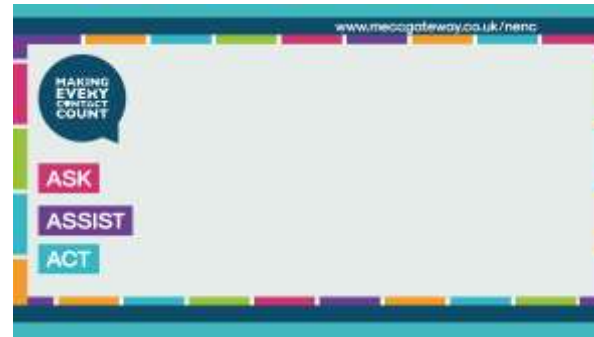 www.meccgateway.co.uk/nenc
MAKING
EVERY
CONTACT
COUNT
ASK
ASSIST
ACT